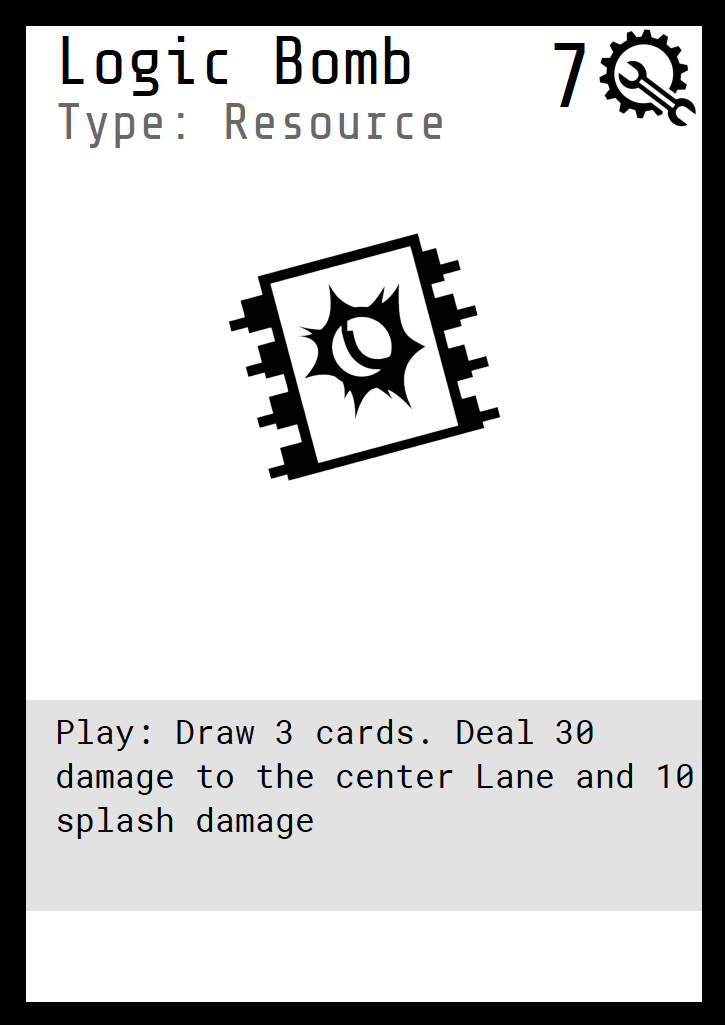 Logic Bomb
7
Type: Resource
Play: Draw 3 cards. Deal 30
damage to the center Lane and 10
splash damage